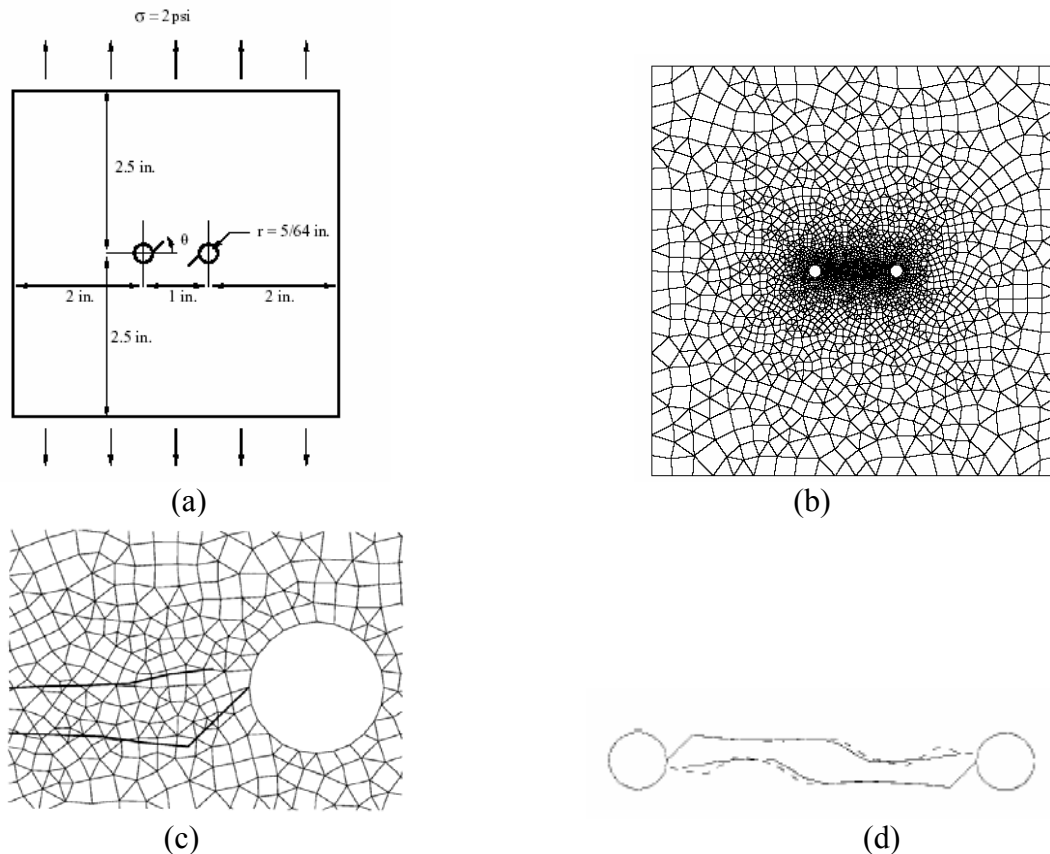 σ = 2 psi
2.5 in.
θ
r = 5/64 in.
2 in.
1 in.
2 in.
2.5 in.
(a)
(b)
(c)
(d)